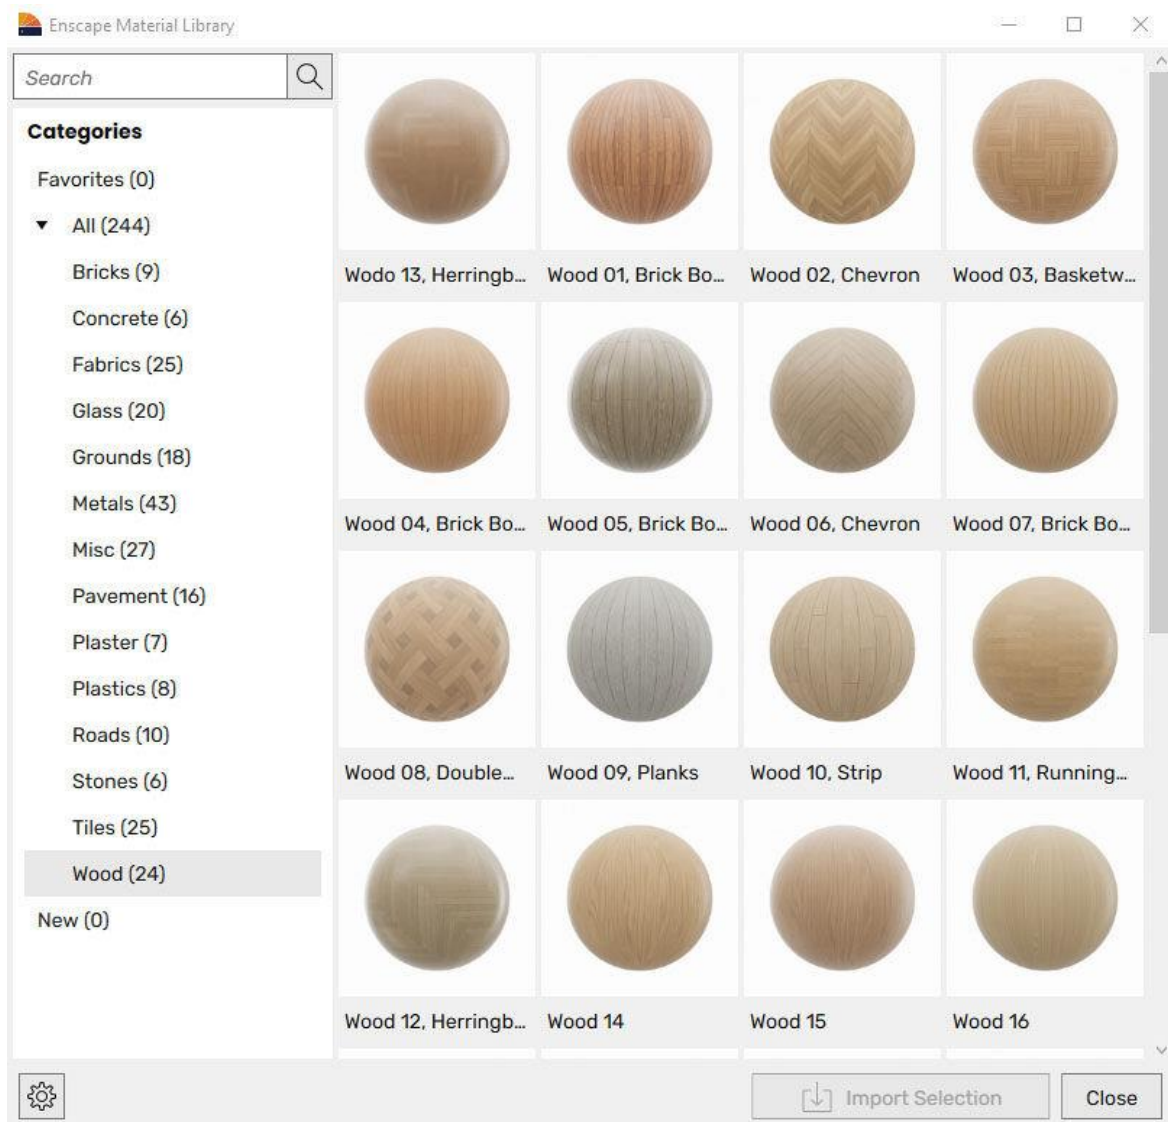 Enscape Material Library
Search
Categories
Favorites (0)
All (244)
Bricks (9)
Concrete (6)
Fabrics (25)
Glass (20)
Grounds (18)
Metals (43)
Misc (27)
Pavement (16)
Plaster (7)
Plastics (8)
Roads (10)
Stones (6)
Tiles (25)
Wood (24)
New (0)
Wodo 13, Herringb...
Wood 01, Brick Bo...
Wood 02, Chevron
Wood 03, Basketw...
Wood 04, Brick Bo...
Wood 05, Brick Bo...
Wood 06, Chevron
Wood 07, Brick Bo...
Wood 08, Double...
Wood 09, Planks
Wood 10, Strip
Wood 11, Running...
Wood 12, Herringb...
Wood 14
Wood 15
Wood 16
Import Selection
Close